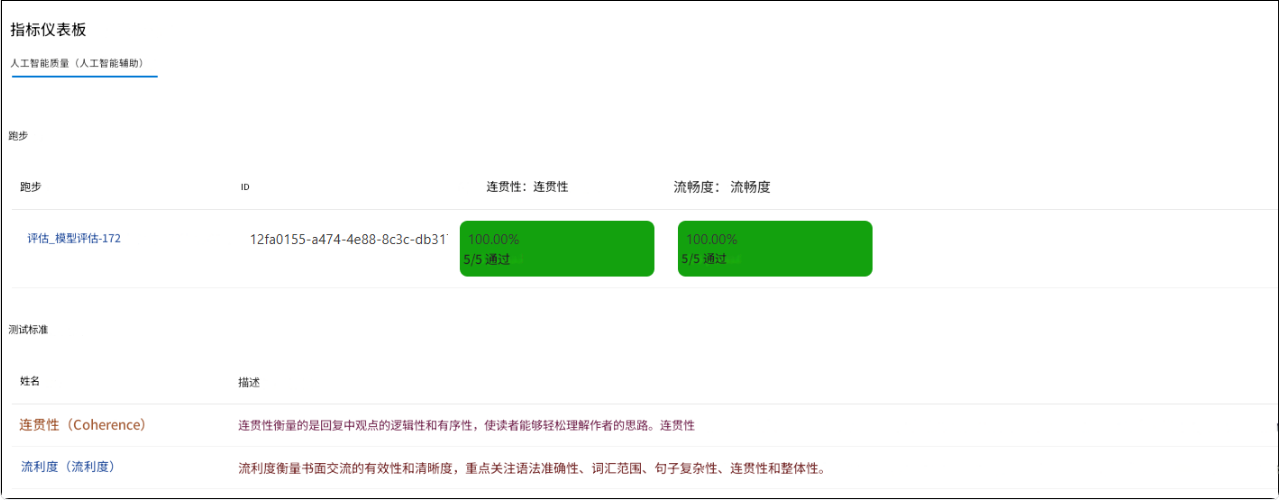 指标仪表板
人工智能质量（人工智能辅助）
跑步
跑步 ID 连贯性：连贯性 流畅度： 流畅度
评估_模型评估-172 12fa0155-a474-4e88-8c3c-db317 100.00% 100.00%
5/5 通过 5/5 通过
测试标准
姓名 描述
连贯性（Coherence） 连贯性衡量的是回复中观点的逻辑性和有序性，使读者能够轻松理解作者的思路。连贯性
流利度（流利度） 流利度衡量书面交流的有效性和清晰度，重点关注语法准确性、词汇范围、句子复杂性、连贯性和整体性。